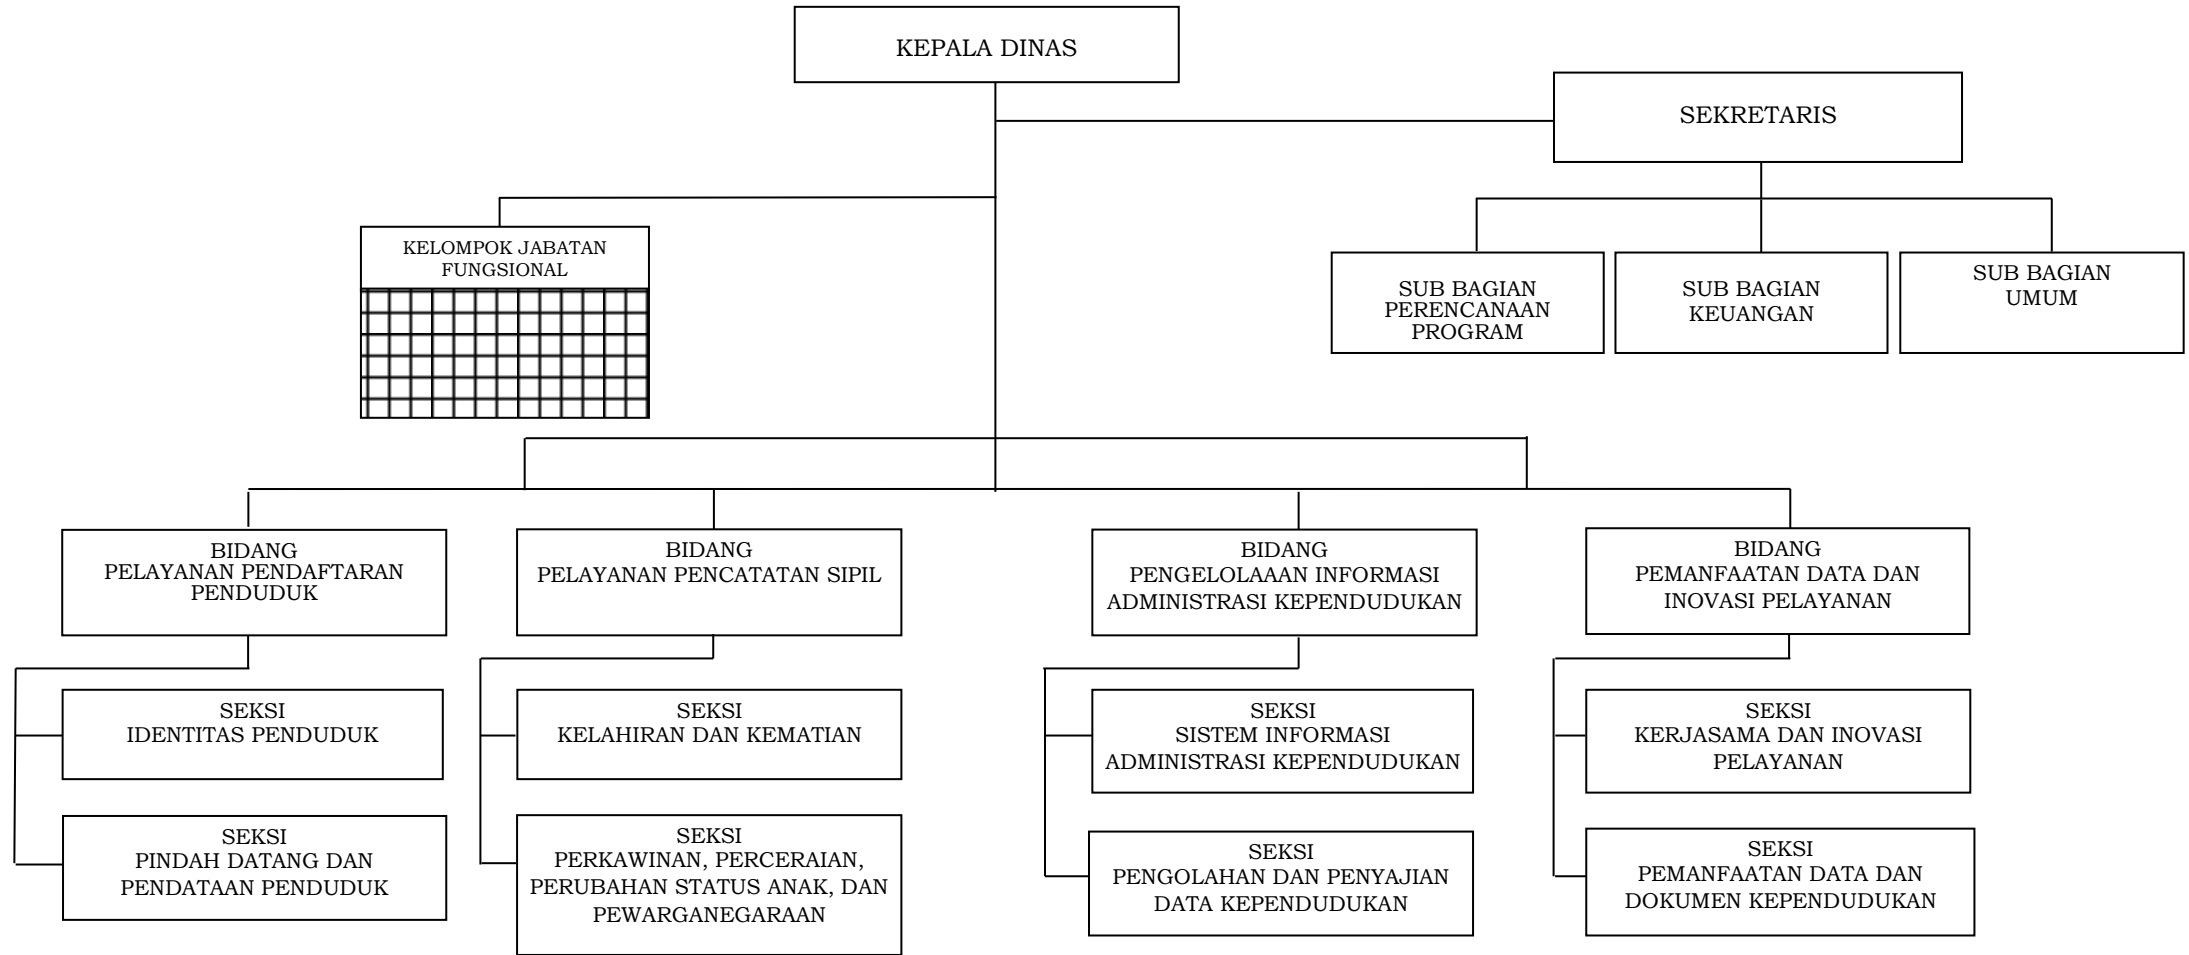 KEPALA DINAS
SEKRETARIS
KELOMPOK JABATAN
FUNGSIONAL
SUB BAGIAN
PERENCANAAN
PROGRAM
SUB BAGIAN
KEUANGAN
SUB BAGIAN
UMUM
BIDANG
PELAYANAN PENDAFTARAN
PENDUDUK
BIDANG
PELAYANAN PENCATATAN SIPIL
BIDANG
PENGELOLAAAN INFORMASI
ADMINISTRASI KEPENDUDUKAN
BIDANG
PEMANFAATAN DATA DAN
INOVASI PELAYANAN
SEKSI
IDENTITAS PENDUDUK
SEKSI
KELAHIRAN DAN KEMATIAN
SEKSI
SISTEM INFORMASI
ADMINISTRASI KEPENDUDUKAN
SEKSI
KERJASAMA DAN INOVASI
PELAYANAN
SEKSI
PINDAH DATANG DAN
PENDATAAN PENDUDUK
SEKSI
PERKAWINAN, PERCERAIAN,
PERUBAHAN STATUS ANAK, DAN
PEWARGANEGARAAN
SEKSI
PENGOLAHAN DAN PENYAJIAN
DATA KEPENDUDUKAN
SEKSI
PEMANFAATAN DATA DAN
DOKUMEN KEPENDUDUKAN